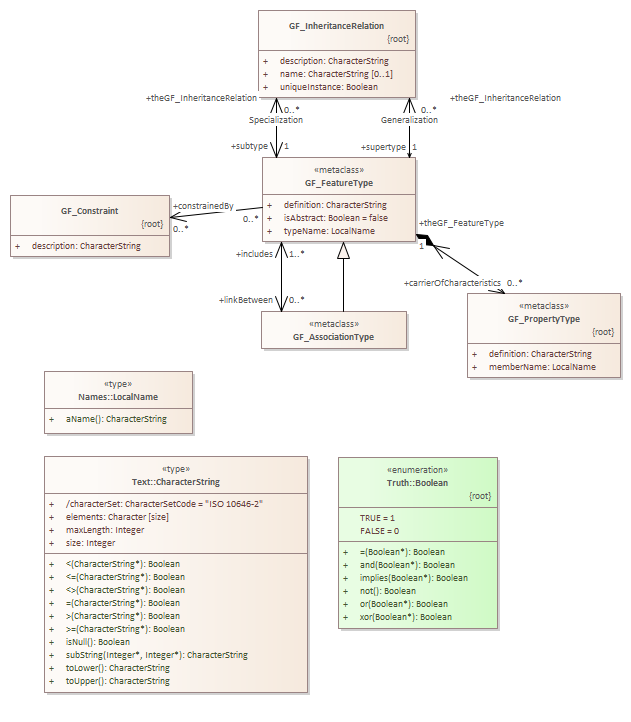 GF_InheritanceRelation
{root}
+ description: CharacterString
+ name: CharacterString [0..1]
+ uniqueInstance: Boolean
+theGF_InheritanceRelation
0..*
0..*
+theGF_InheritanceRelation
Specialization
Generalization
+subtype
1
+supertype
1
«metaclass»
GF_FeatureType
+ definition: CharacterString
+ isAbstract: Boolean = false
+ typeName: LocalName
GF_Constraint
{root}
+ description: CharacterString
+constrainedBy
0..*
0..*
+theGF_FeatureType
1
+includes
1..*
+carrierOfCharacteristics
0..*
+linkBetween
0..*
«metaclass»
GF_AssociationType
«metaclass»
GF_PropertyType
{root}
+ definition: CharacterString
+ memberName: LocalName
«type»
Names::LocalName
+ aName(): CharacterString
«type»
Text::CharacterString
+ /characterSet: CharacterSetCode = "ISO 10646-2"
+ elements: Character [size]
+ maxLength: Integer
+ size: Integer
+ <(CharacterString*): Boolean
+ <=(CharacterString*): Boolean
+ <>(CharacterString*): Boolean
+ =(CharacterString*): Boolean
+ >(CharacterString*): Boolean
+ >=(CharacterString*): Boolean
+ isNull(): Boolean
+ subString(Integer*, Integer*): CharacterString
+ toLower(): CharacterString
+ toUpper(): CharacterString
«enumeration»
Truth::Boolean
{root}
TRUE = 1
FALSE = 0
+ =(Boolean*): Boolean
+ and(Boolean*): Boolean
+ implies(Boolean*): Boolean
+ not(): Boolean
+ or(Boolean*): Boolean
+ xor(Boolean*): Boolean